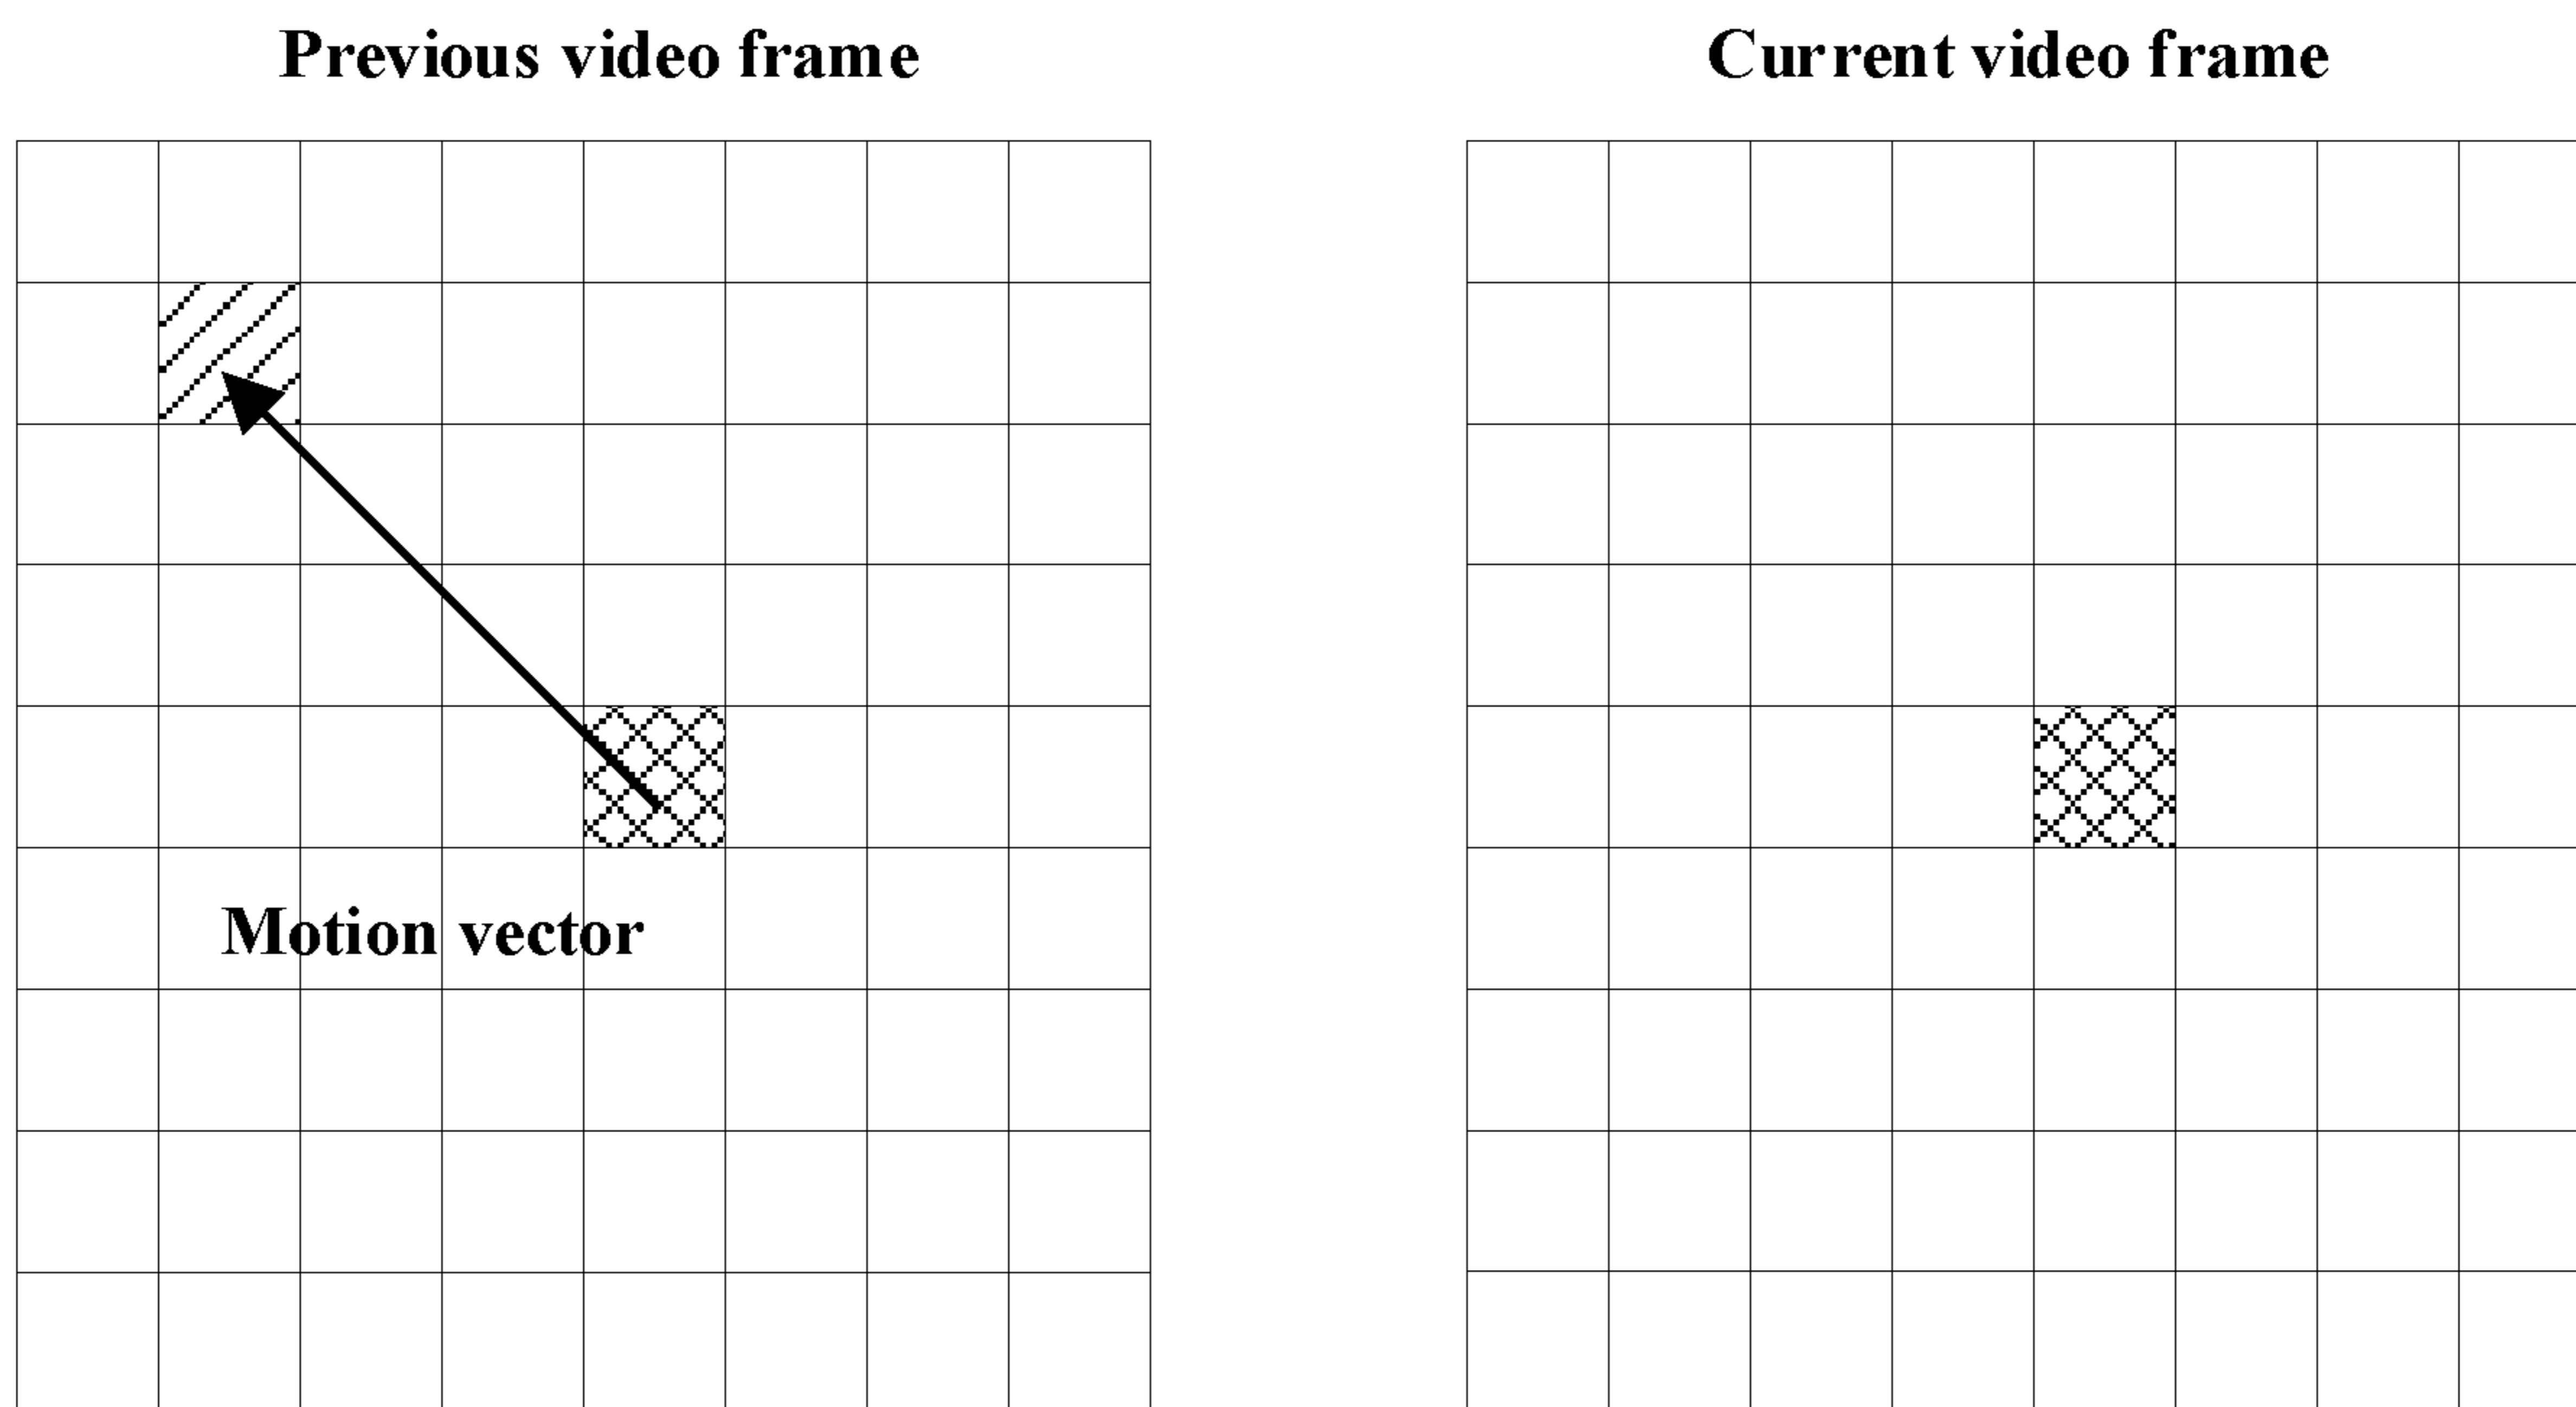 Previous video frame
Current video frame
Motion vector